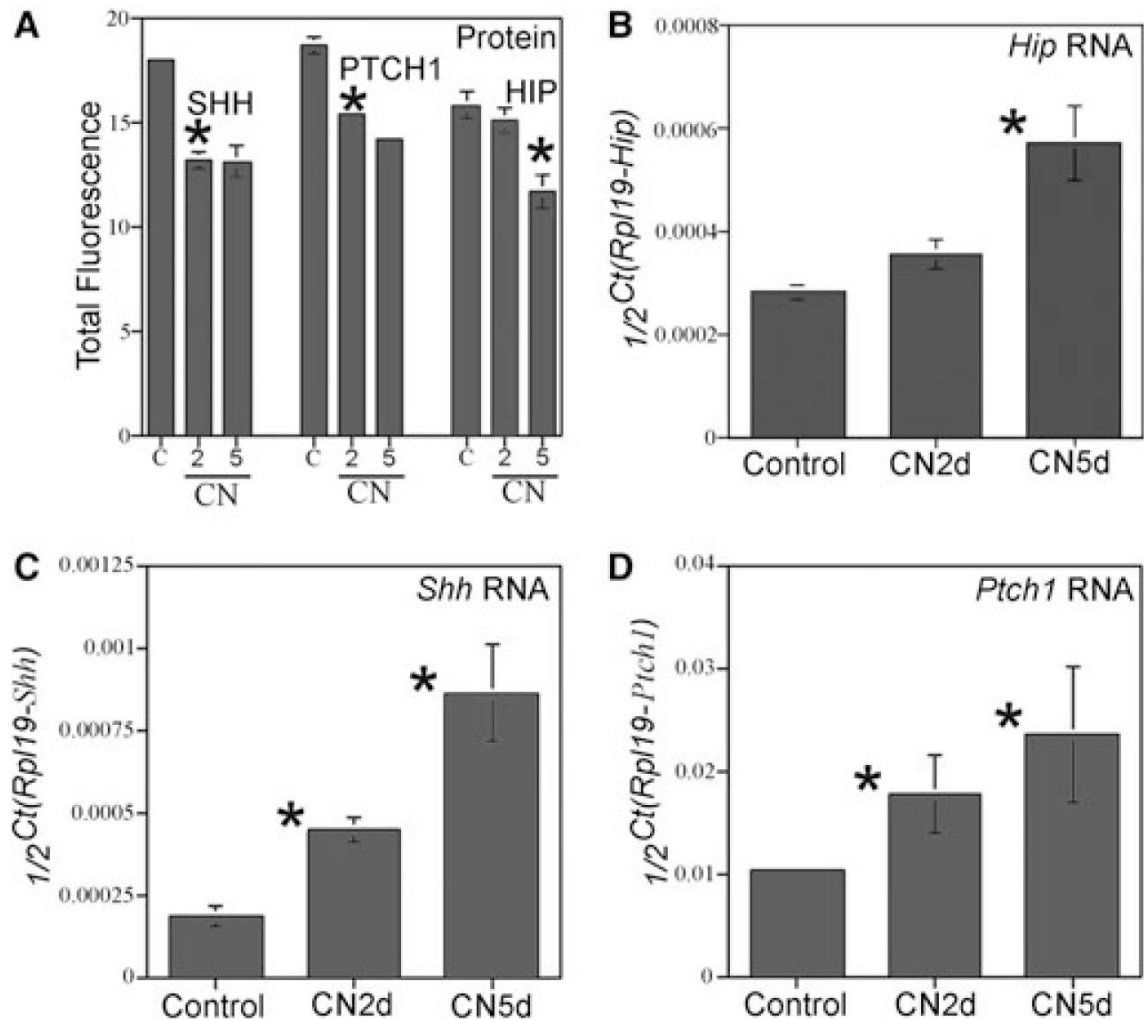 A
Protein
SHH
PTCH1
HIP
*
*
*
Total Fluorescence
20
15
10
5
0
C 2 5 C 2 5 C 2 5
CN CN CN
B
Hip RNA
*
1/2Ct(Rpl19-Hip)
0.0008
0.0006
0.0004
0.0002
0
Control CN2d CN5d
C
Shh RNA
*
*
1/2Ct(Rpl19-Shh)
0.00125
0.001
0.00075
0.0005
0.00025
0
Control CN2d CN5d
D
Ptch1 RNA
*
*
1/2Ct(Rpl19-Ptch1)
0.04
0.03
0.02
0.01
0
Control CN2d CN5d